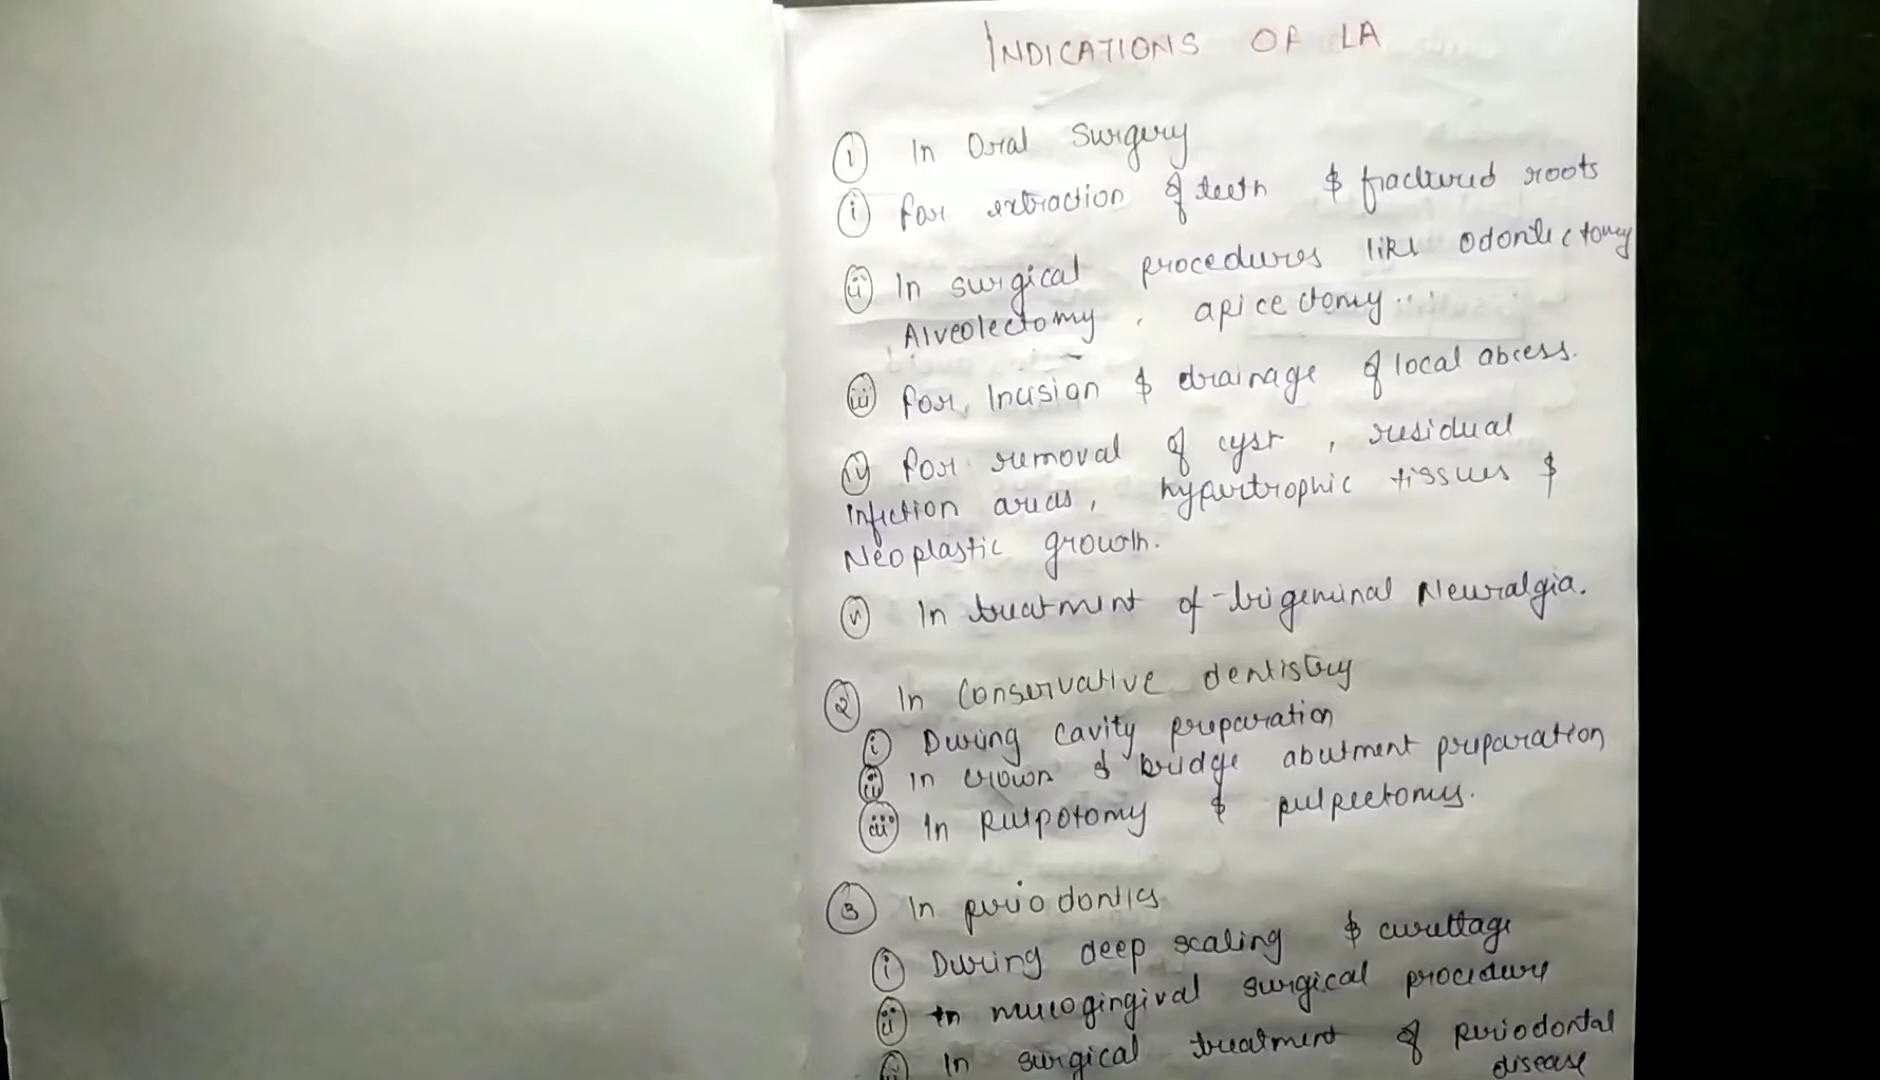 INDICATIONS OF LA
① In Oral Surgery
ⓘ for extraction of teeth & fractured roots
ⓘⓘ In surgical procedures like odontectomy
Alveolectomy, apicectomy..
ⓘⓘⓘ for Incision & drainage of local abcess.
(iv) for removal of cyst, residual
infection areas, hypertrophic tissues &
Neoplastic growth.
(v) In treatment of trigeminal Neuralgia.
② In Conservative dentistry
(i) During cavity preparation
(ii) In crown & bridge abutment preparation
(iii) In Pulpotomy & pulpectomy.
③ In periodontics
(i) During deep scaling & curettage
(ii) In mucogingival surgical procedure
In surgical treatment of Periodontal
disease